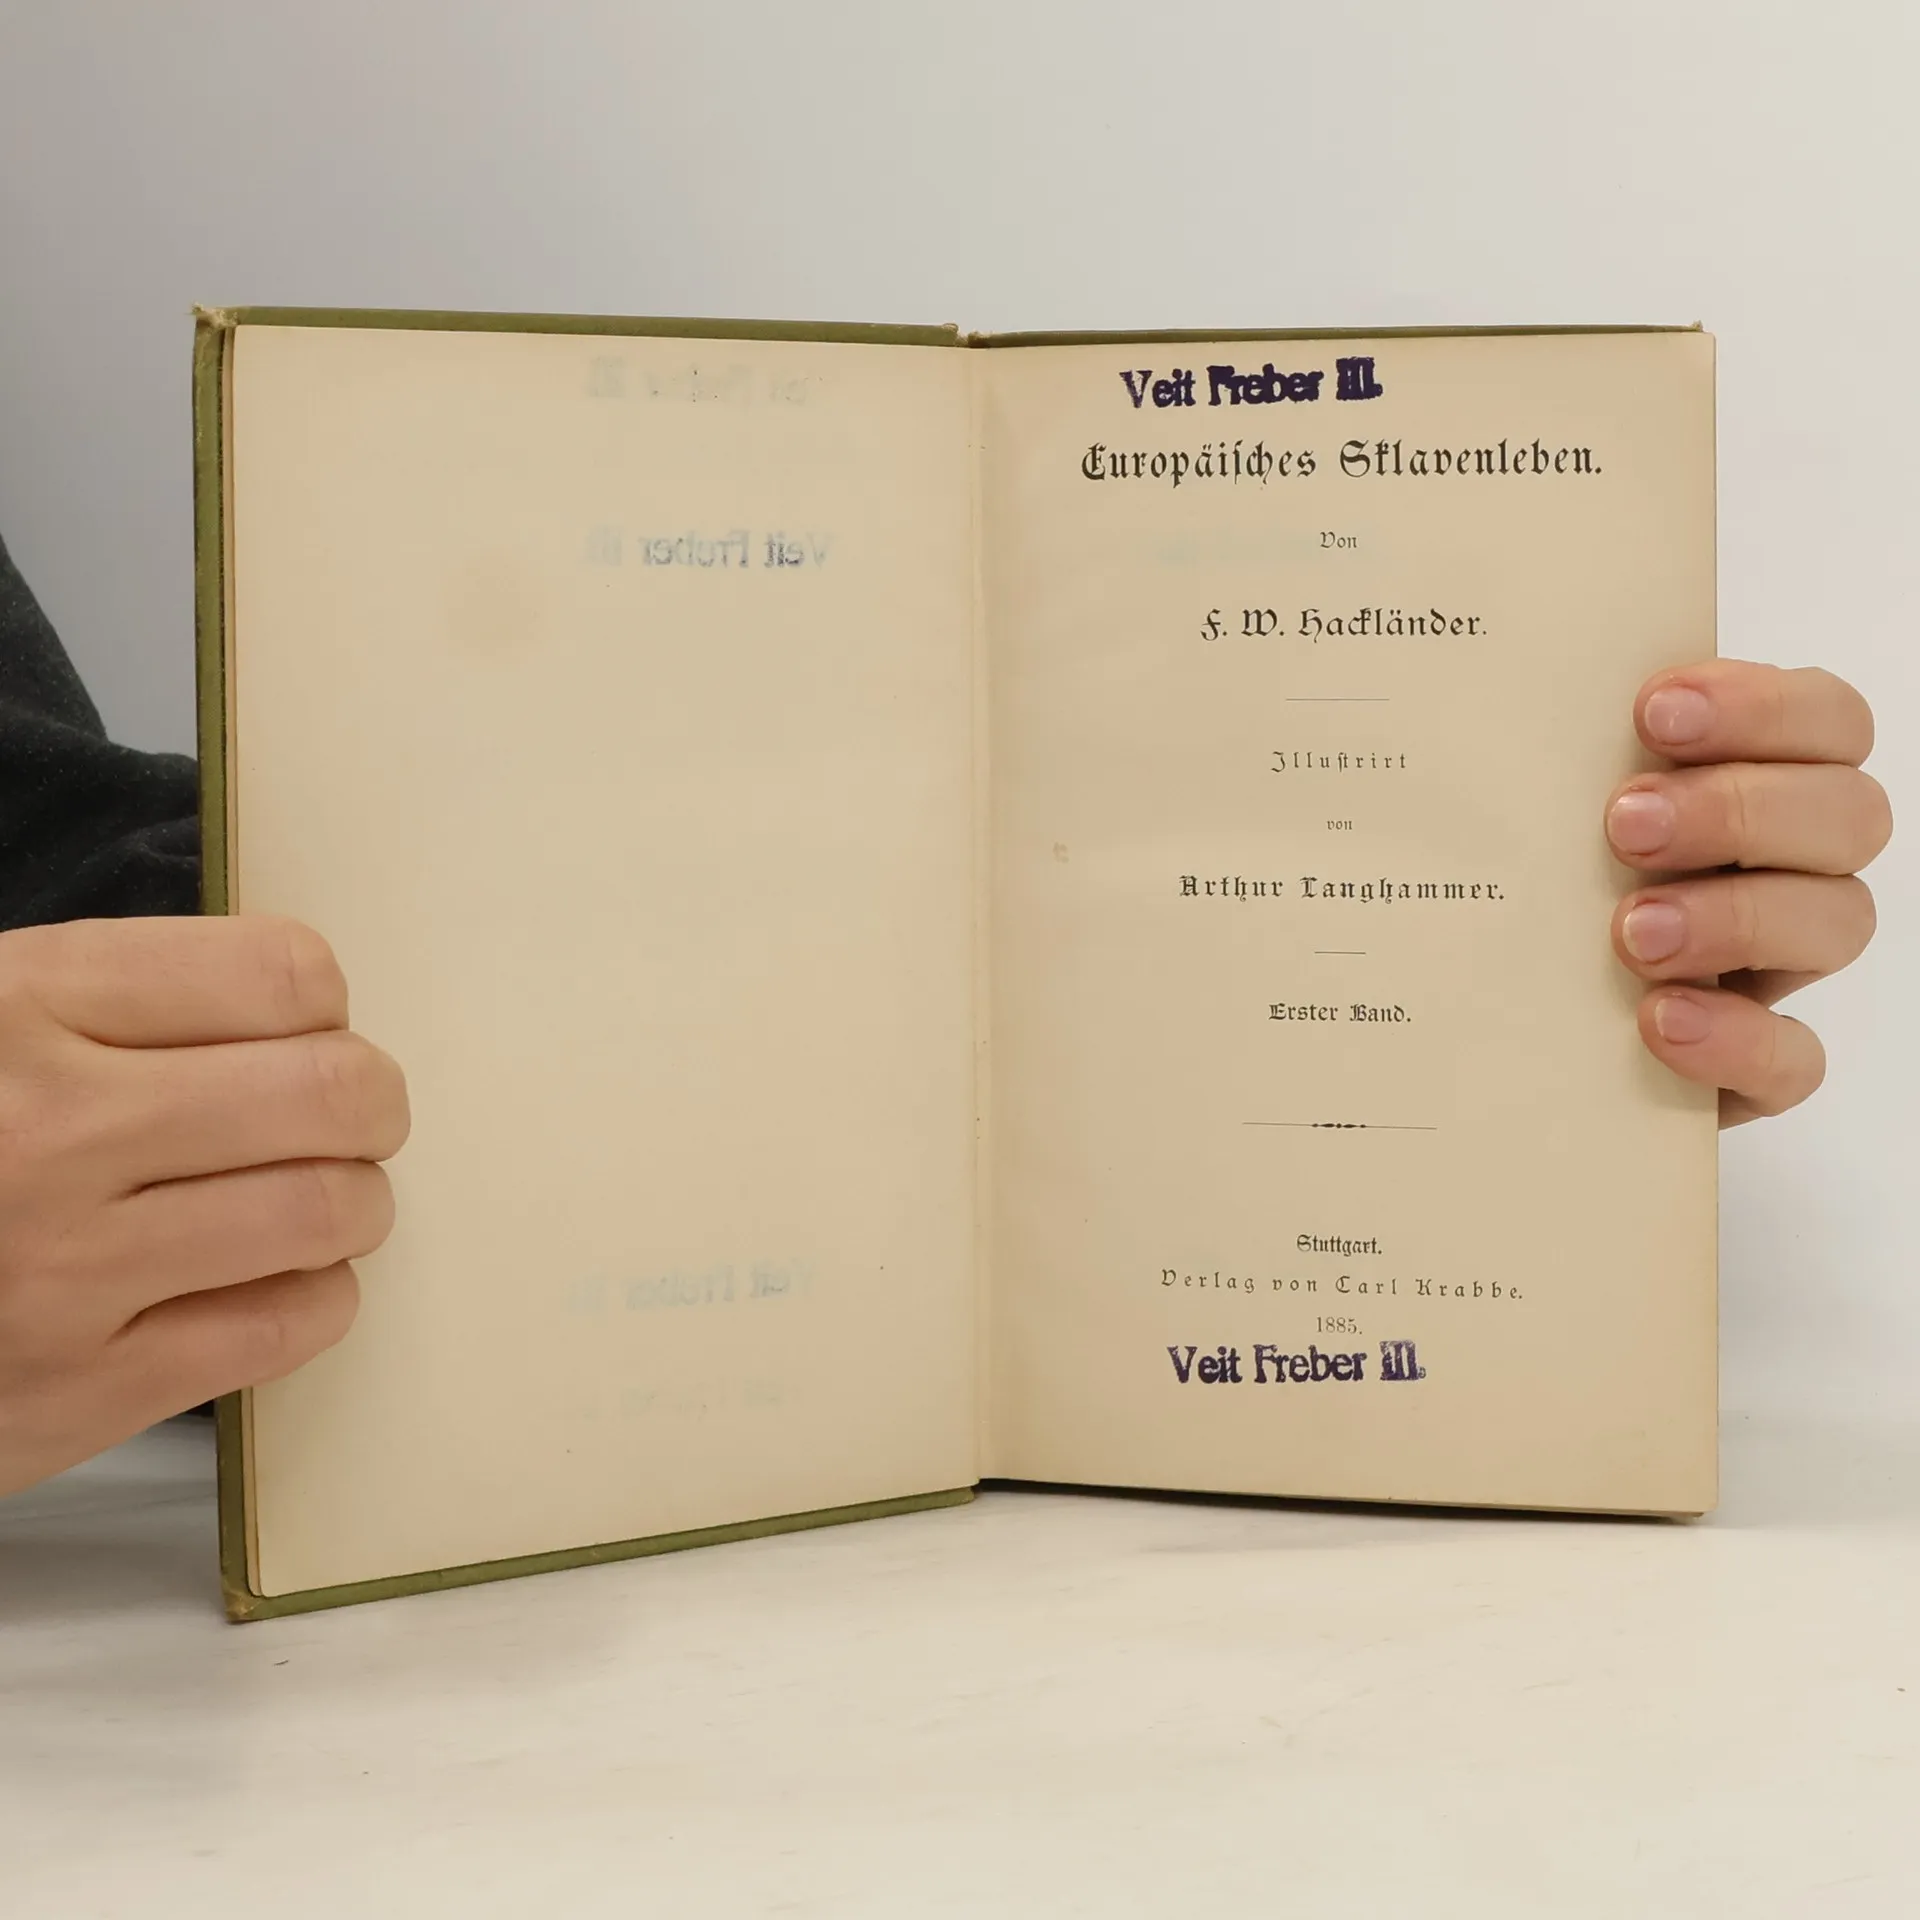 Veit Freber III.
Europäiſches Sklavenleben.
Von
F. W. Hackländer.
Illuſtrirt
von
Arthur Langhammer.
Erster Band.
Stuttgart.
Verlag von Carl Krabbe.
1885.
Veit Freber III.